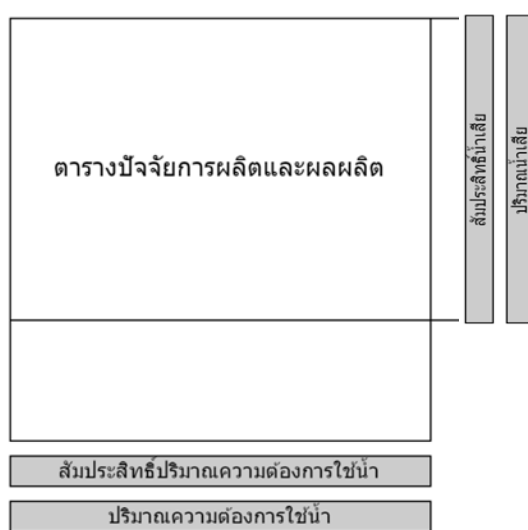 ตารางปัจจัยการผลิตและผลผลิต
สัมประสิทธิ์น้ำเสีย
ปริมาณน้ำเสีย
สัมประสิทธิ์ปริมาณความต้องการใช้น้ำ
ปริมาณความต้องการใช้น้ำ